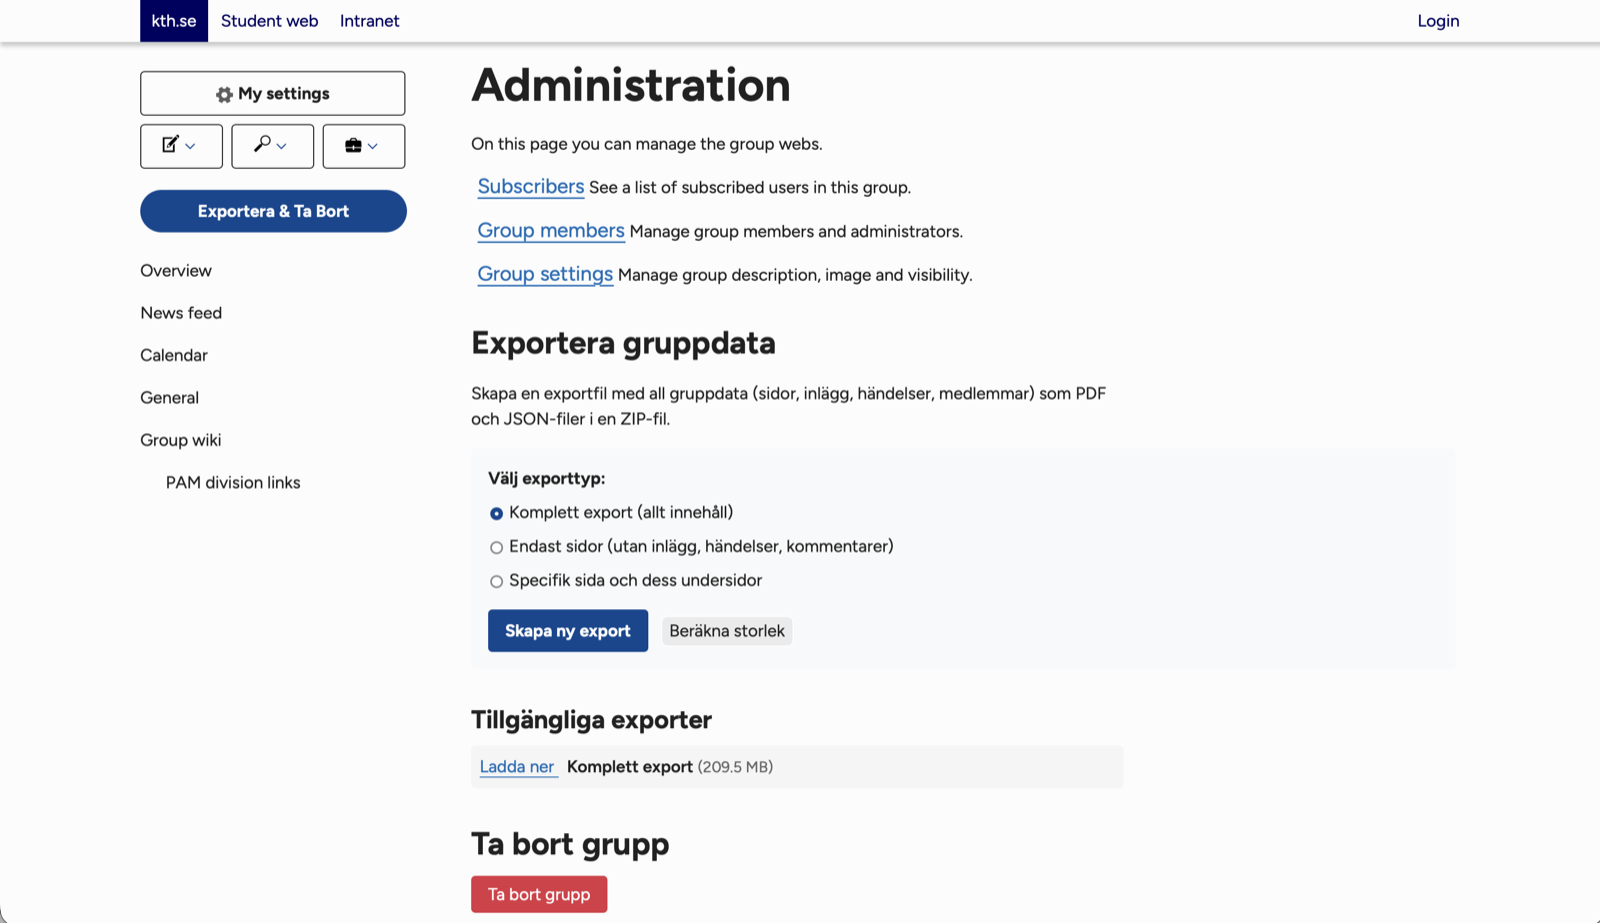 kth.se Student web Intranet Login
My settings
Exportera & Ta Bort
Overview
News feed
Calendar
General
Group wiki
PAM division links
Administration
On this page you can manage the group webs.
Subscribers See a list of subscribed users in this group.
Group members Manage group members and administrators.
Group settings Manage group description, image and visibility.
Exportera gruppdata
Skapa en exportfil med all gruppdata (sidor, inlägg, händelser, medlemmar) som PDF
och JSON-filer i en ZIP-fil.
Välj exporttyp:
Komplett export (allt innehåll)
Endast sidor (utan inlägg, händelser, kommentarer)
Specifik sida och dess undersidor
Skapa ny export Beräkna storlek
Tillgängliga exporter
Ladda ner Komplett export (209.5 MB)
Ta bort grupp
Ta bort grupp